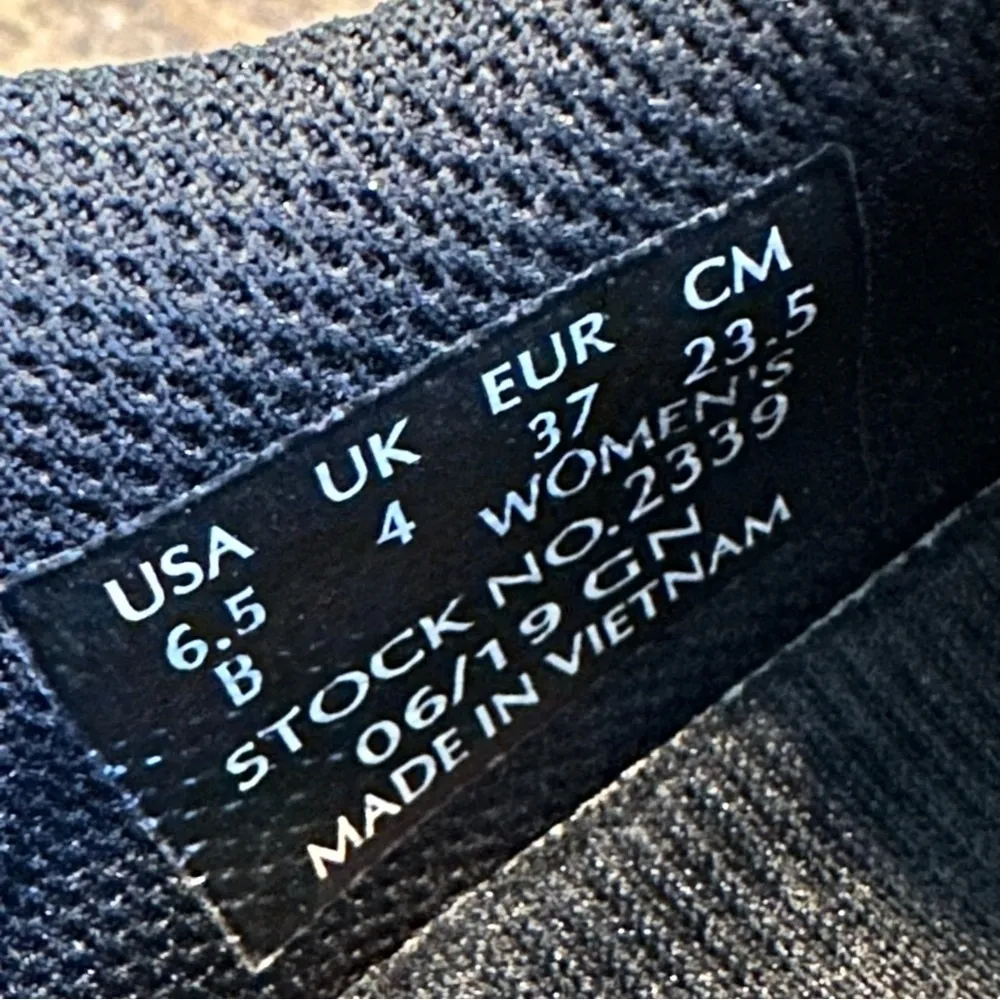 USA UK EUR CM
6.5 4 37 23.5
B WOMEN'S
STOCK NO.2339
06/19 GN
MADE IN VIETNAM